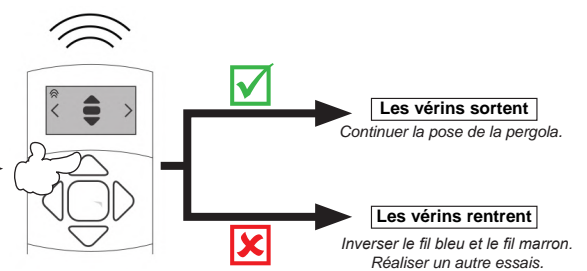 Les vérins sortent
Continuer la pose de la pergola.
Les vérins rentrent
Inverser le fil bleu et le fil marron.
Réaliser un autre essais.